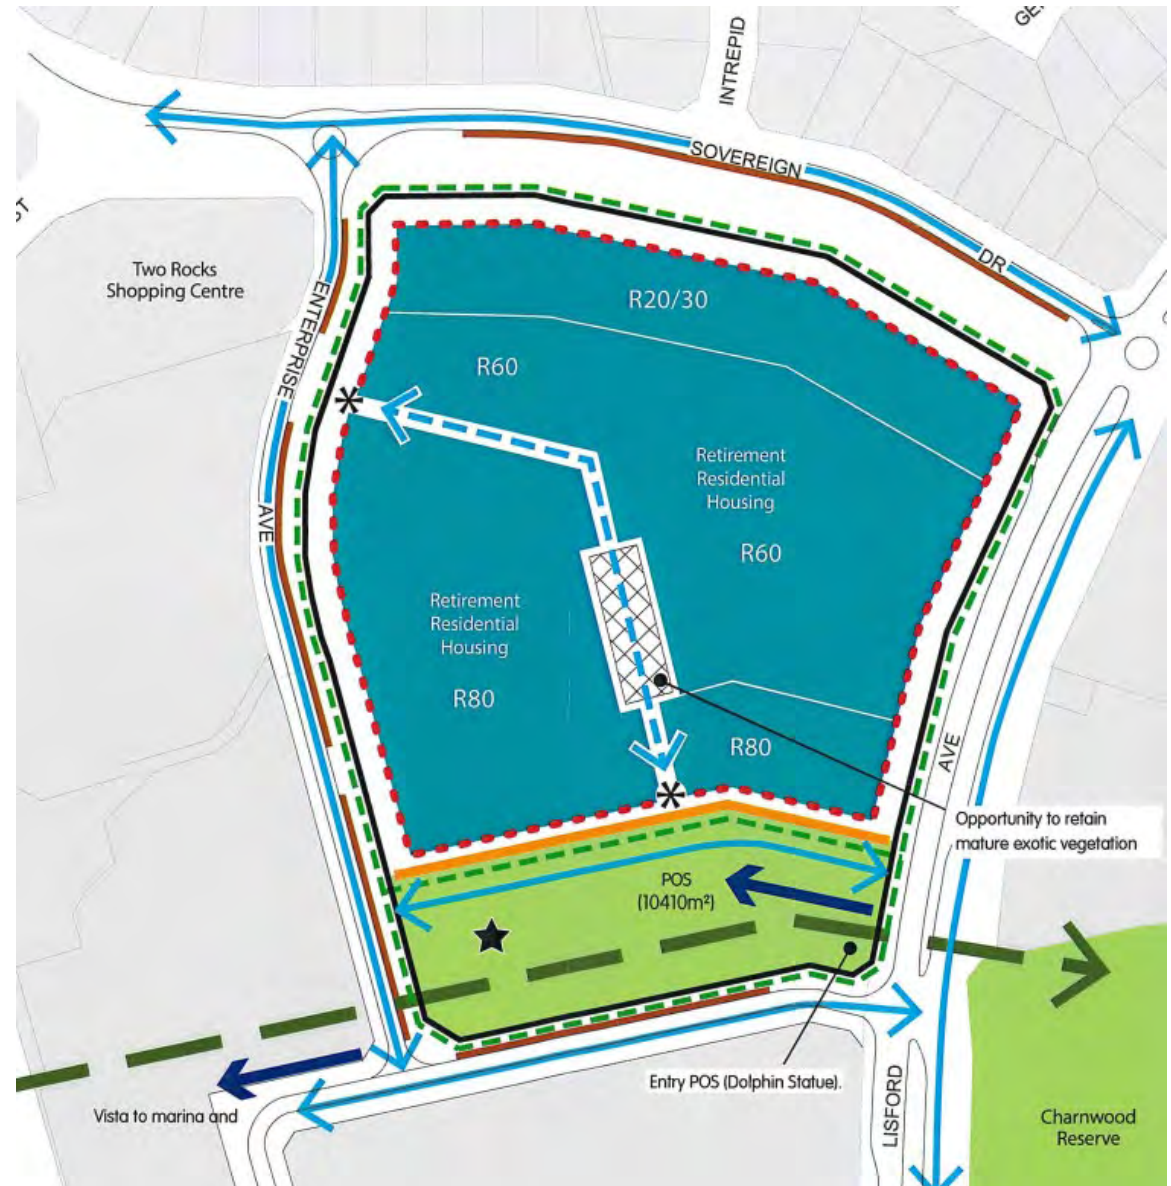 GE
INTREPID
SOVEREIGN
ST
DR
Two Rocks
Shopping Centre
ENTERPRISE
AVE
R20/30
R60
Retirement
Residential
Housing
R60
Retirement
Residential
Housing
R80
R80
AVE
Opportunity to retain
mature exotic vegetation
POS
(10410m²)
Entry POS (Dolphin Statue).
Vista to marina and
LISFORD
Charnwood
Reserve